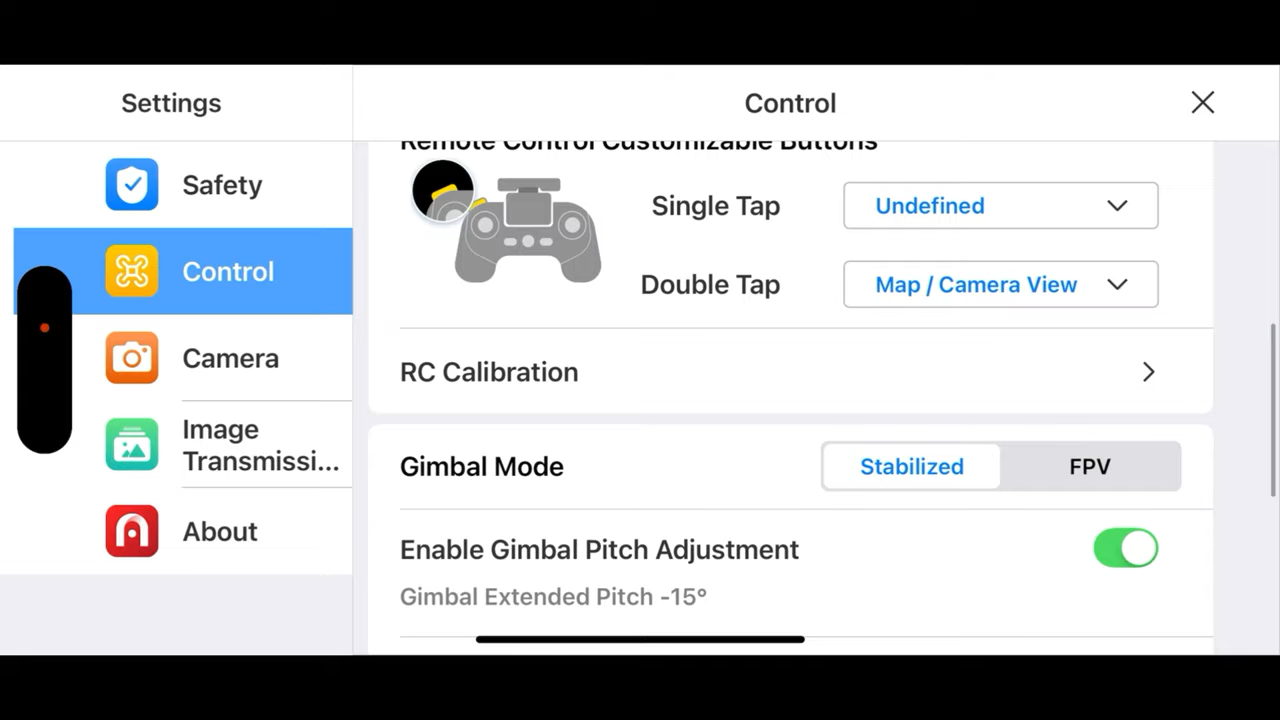 Settings
Control
Safety
Control
Camera
Image
Transmissi...
About
Remote Control Customizable Buttons
Single Tap
Undefined
Double Tap
Map / Camera View
RC Calibration
Gimbal Mode
Stabilized
FPV
Enable Gimbal Pitch Adjustment
Gimbal Extended Pitch -15°